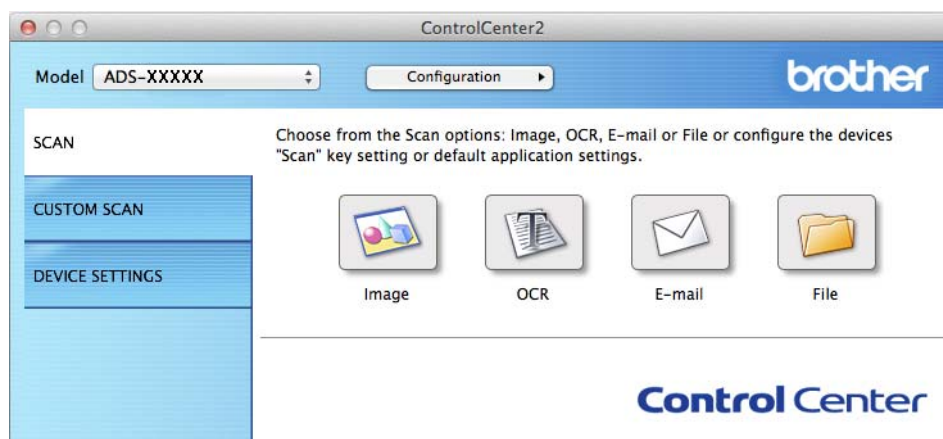 ControlCenter2
Model ADS-XXXXX Configuration brother
SCAN
Choose from the Scan options: Image, OCR, E-mail or File or configure the devices
"Scan" key setting or default application settings.
CUSTOM SCAN
DEVICE SETTINGS
Image OCR E-mail File
Control Center